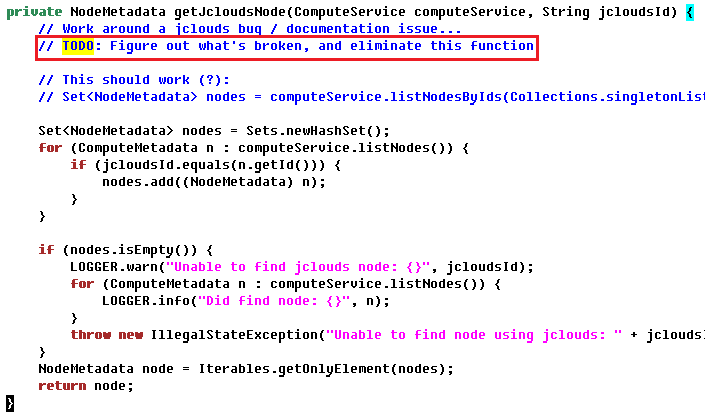 private NodeMetadata getJcloudsNode(ComputeService computeService, String jcloudsId) {
    // Work around a jclouds bug / documentation issue...
    // TODO: Figure out what's broken, and eliminate this function
    // This should work (?):
    // Set<NodeMetadata> nodes = computeService.listNodesByIds(Collections.singletonList
    Set<NodeMetadata> nodes = Sets.newHashSet();
    for (ComputeMetadata n : computeService.listNodes()) {
        if (jcloudsId.equals(n.getId())) {
            nodes.add((NodeMetadata) n);
        }
    }
    if (nodes.isEmpty()) {
        LOGGER.warn("Unable to find jclouds node: {}", jcloudsId);
        for (ComputeMetadata n : computeService.listNodes()) {
            LOGGER.info("Did find node: {}", n);
        }
        throw new IllegalStateException("Unable to find node using jclouds: " + jcloudsI
    }
    NodeMetadata node = Iterables.getOnlyElement(nodes);
    return node;
}